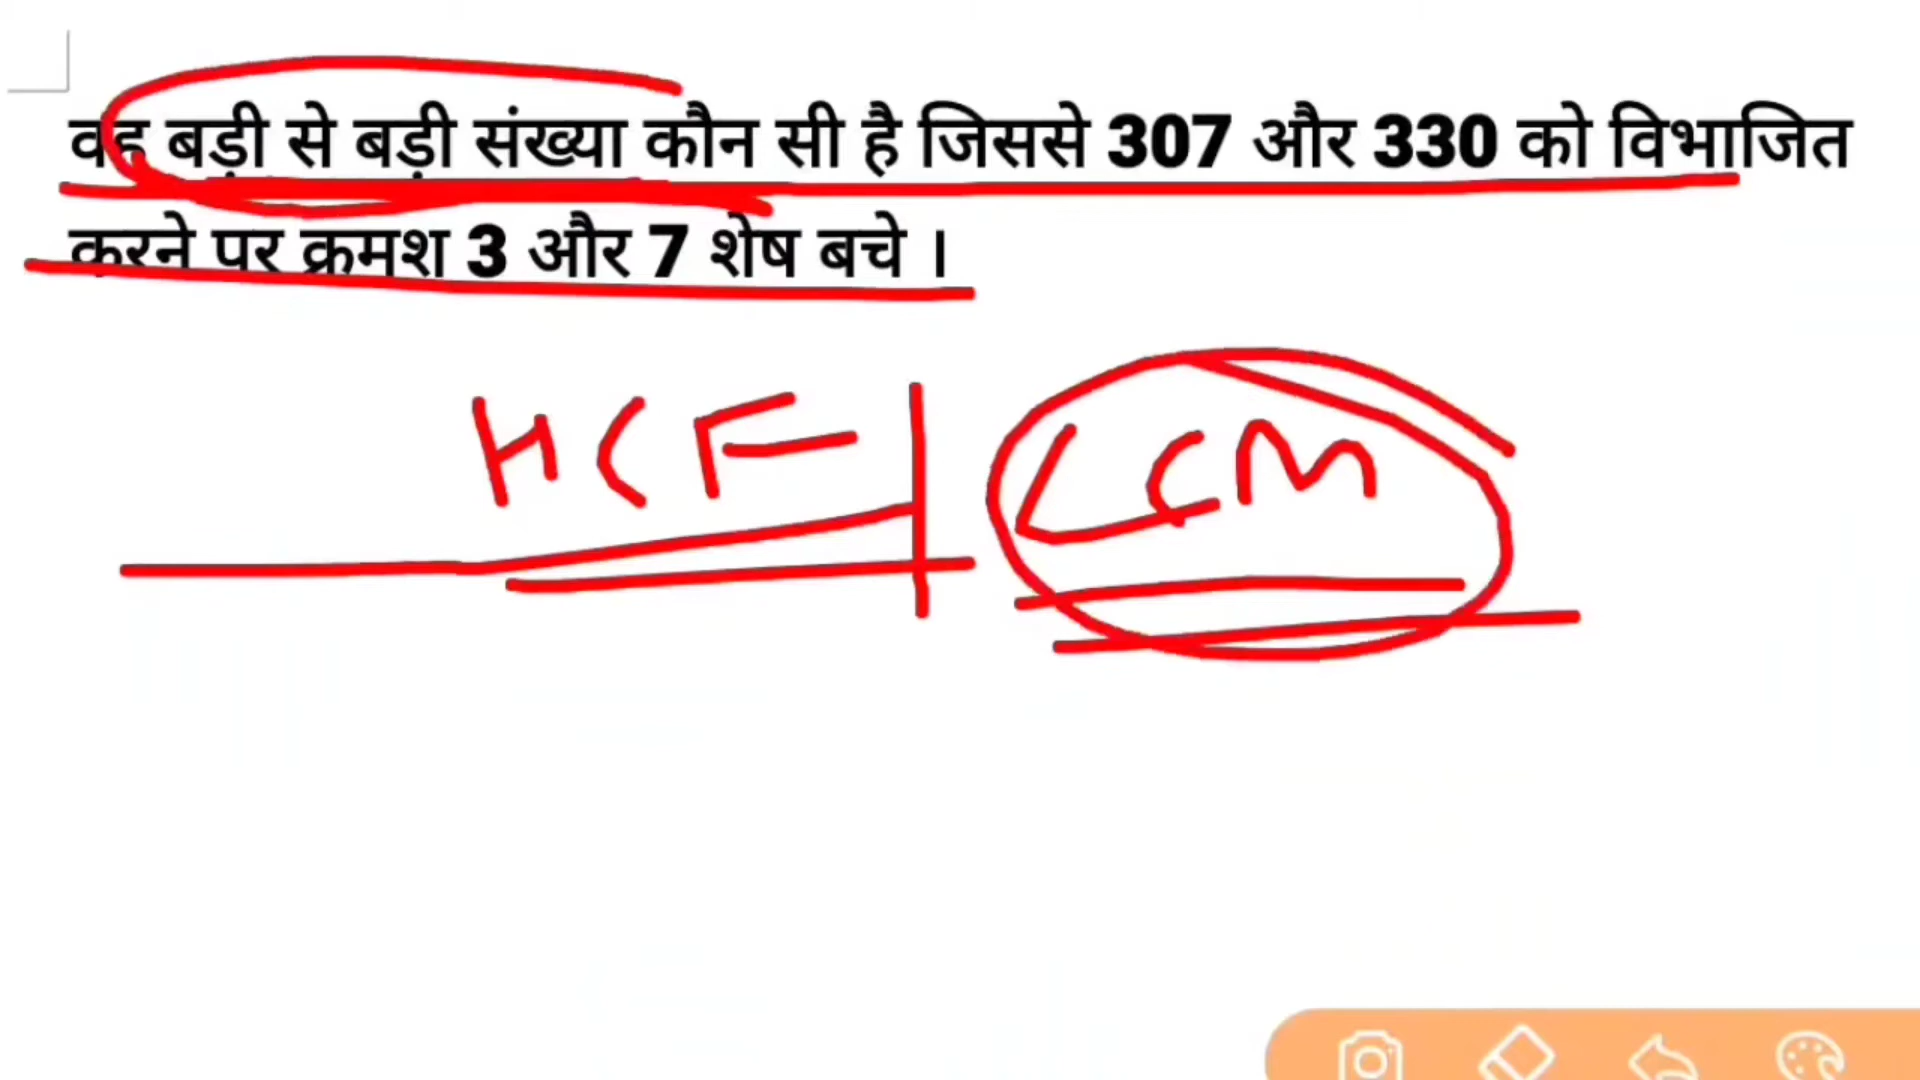 वह बड़ी से बड़ी संख्या कौन सी है जिससे 307 और 330 को विभाजित
करने पर क्रमश 3 और 7 शेष बचे ।
HCF | LCM